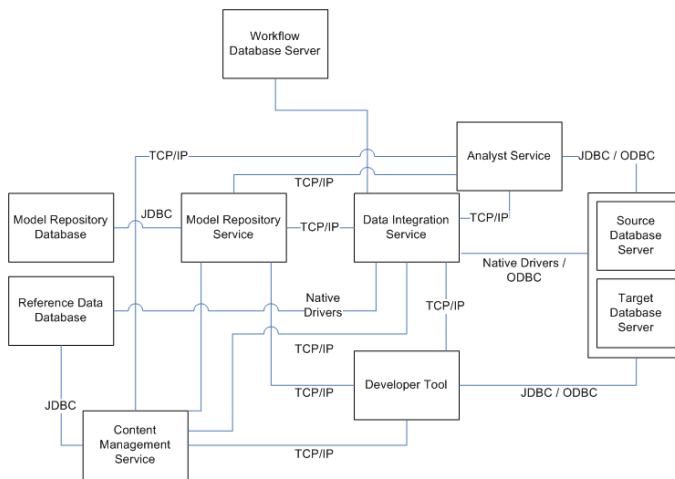 Workflow
Database Server
TCP/IP
Analyst Service
JDBC / ODBC
TCP/IP
Model Repository
Database
JDBC
Model Repository
Service
TCP/IP
Data Integration
Service
TCP/IP
Source
Database
Server
Native Drivers /
ODBC
Reference Data
Database
Native
Drivers
TCP/IP
Target
Database
Server
TCP/IP
JDBC
TCP/IP
Developer Tool
JDBC / ODBC
Content
Management
Service
TCP/IP